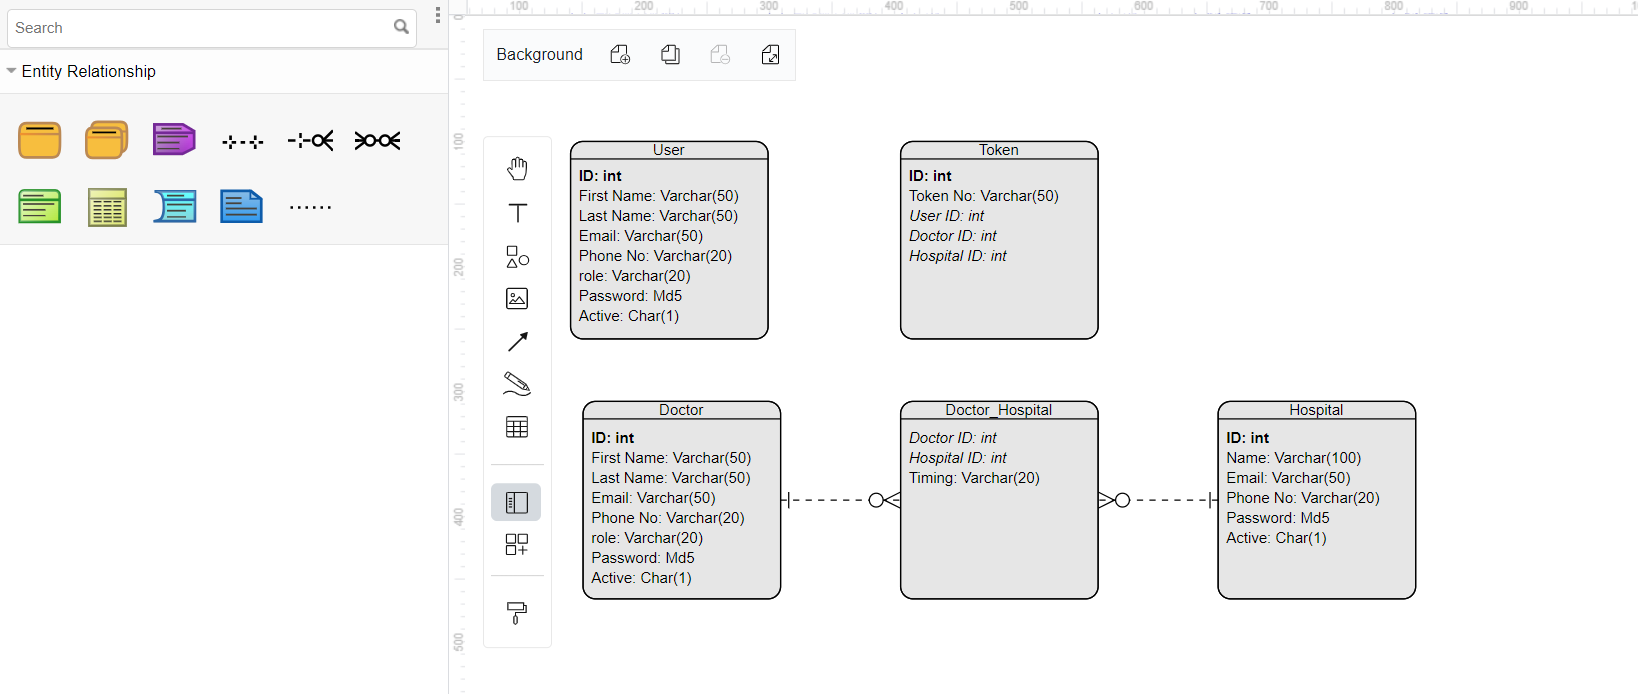 Search
Entity Relationship
100 200 300 400 500 600 700 800 900
Background
0
100
200
300
400
500
User
ID: int
First Name: Varchar(50)
Last Name: Varchar(50)
Email: Varchar(50)
Phone No: Varchar(20)
role: Varchar(20)
Password: Md5
Active: Char(1)
Token
ID: int
Token No: Varchar(50)
User ID: int
Doctor ID: int
Hospital ID: int
Doctor
ID: int
First Name: Varchar(50)
Last Name: Varchar(50)
Email: Varchar(50)
Phone No: Varchar(20)
role: Varchar(20)
Password: Md5
Active: Char(1)
Doctor_Hospital
Doctor ID: int
Hospital ID: int
Timing: Varchar(20)
Hospital
ID: int
Name: Varchar(100)
Email: Varchar(50)
Phone No: Varchar(20)
Password: Md5
Active: Char(1)